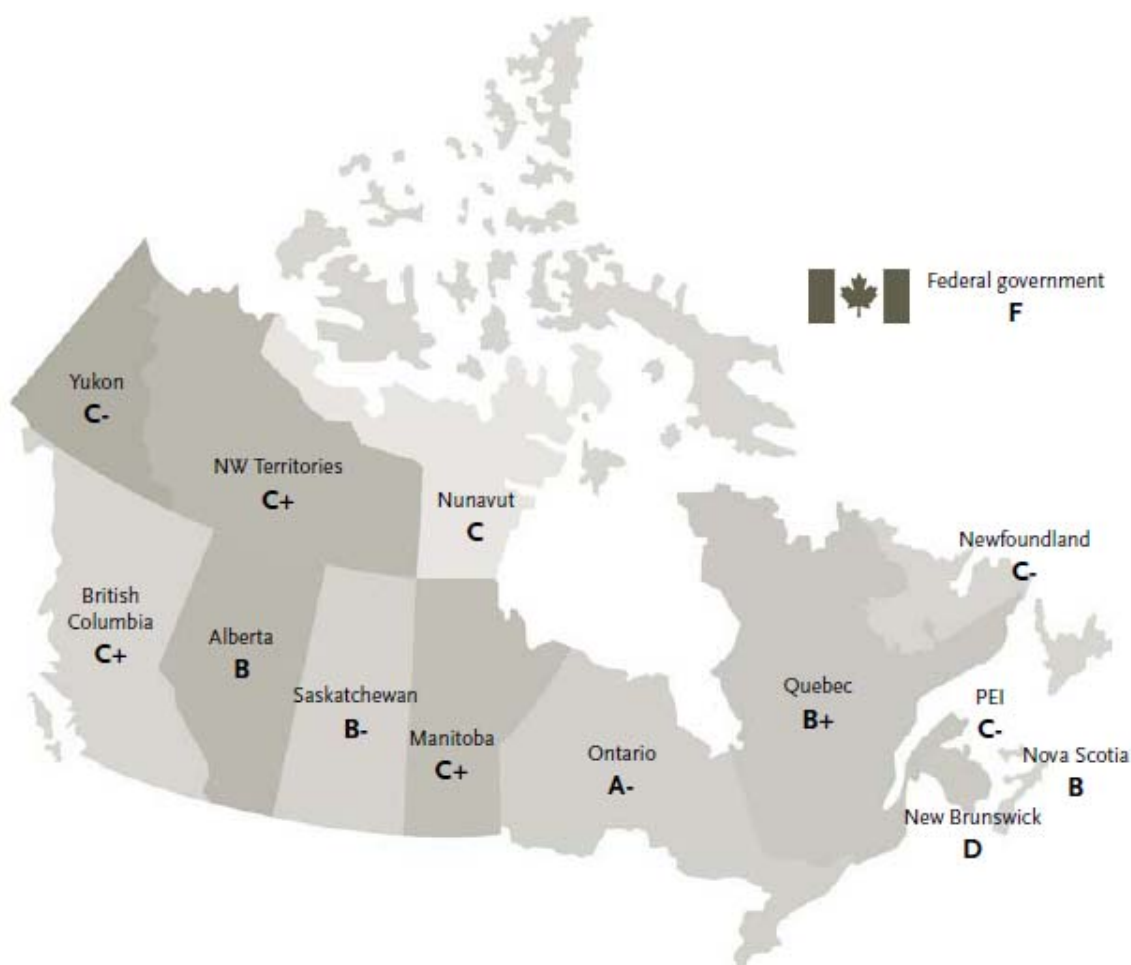 Federal government
F
Yukon
C-
NW Territories
C+
Nunavut
C
Newfoundland
C-
British
Columbia
C+
Alberta
B
Saskatchewan
B-
Manitoba
C+
Ontario
A-
Quebec
B+
PEI
C-
Nova Scotia
B
New Brunswick
D